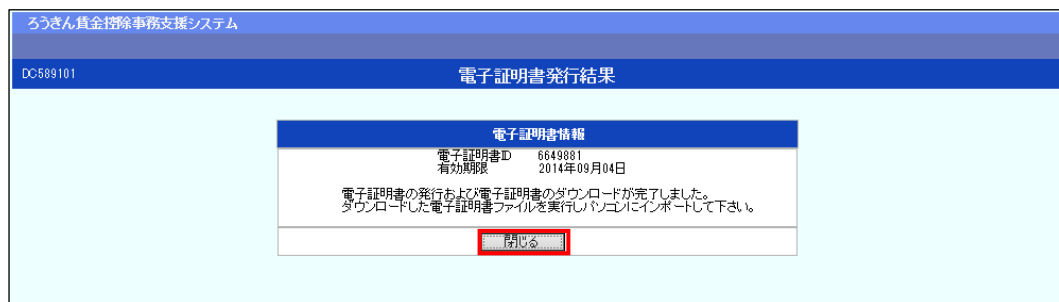 ろうきん賃金控除事務支援システム
DC589101 電子証明書発行結果
電子証明書情報
電子証明書ID 6649881
有効期限 2014年09月04日
電子証明書の発行および電子証明書のダウンロードが完了しました。
ダウンロードした電子証明書ファイルを実行しパソコンにインポートして下さい。
閉じる